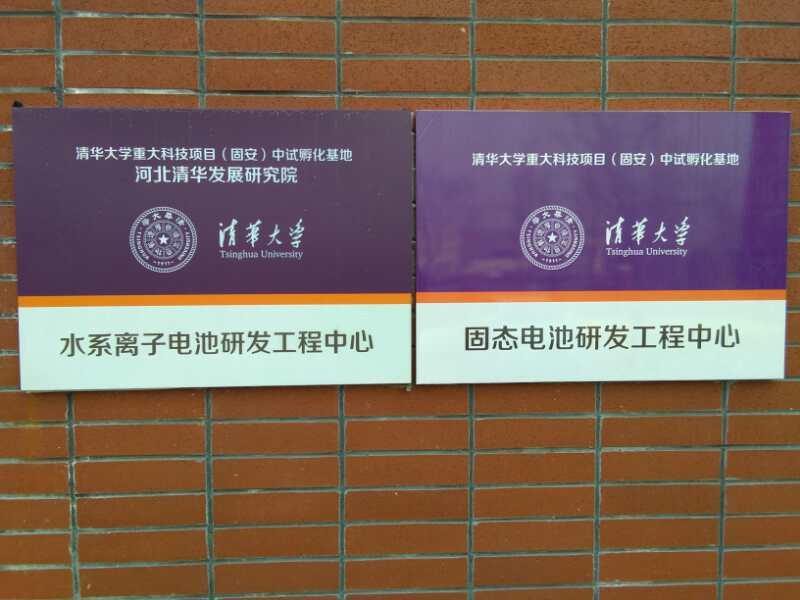 清华大学重大科技项目（固安）中试孵化基地
河北清华发展研究院
清华大学
Tsinghua University
水系离子电池研发工程中心
清华大学重大科技项目（固安）中试孵化基地
清华大学
Tsinghua University
固态电池研发工程中心